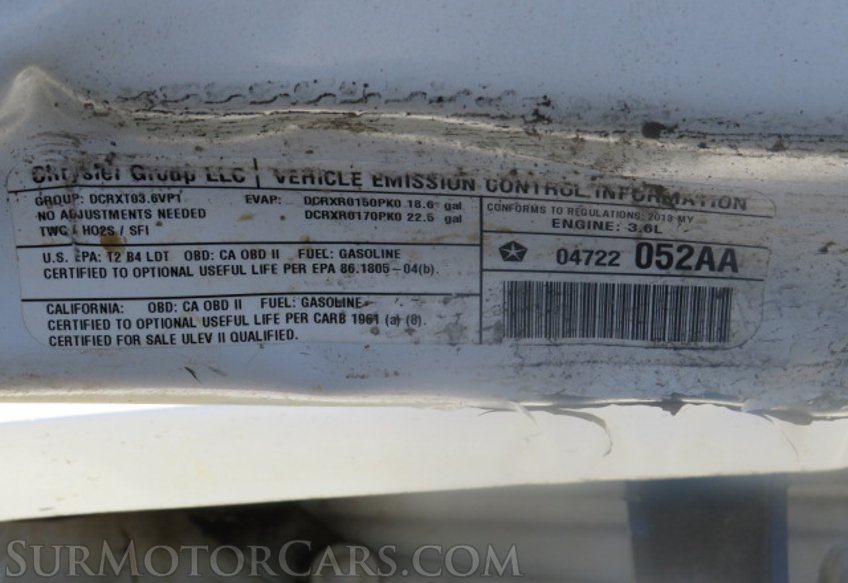 Chrysler Group LLC | VEHICLE EMISSION CONTROL INFORMATION
GROUP: DCRXT03.6VP1 EVAP: DCRXR0150PK0 18.6 gal
NO ADJUSTMENTS NEEDED DCRXR0170PK0 22.5 gal
TWC / HO2S / SFI
CONFORMS TO REGULATIONS: 2013 MY
ENGINE: 3.6L
U.S. EPA: T2 B4 LDT OBD: CA OBD II FUEL: GASOLINE
CERTIFIED TO OPTIONAL USEFUL LIFE PER EPA 86.1805-04(b).
04722 052AA
CALIFORNIA: OBD: CA OBD II FUEL: GASOLINE
CERTIFIED TO OPTIONAL USEFUL LIFE PER CARB 1961 (a) (8).
CERTIFIED FOR SALE ULEV II QUALIFIED.
SURMOTORCARS.COM